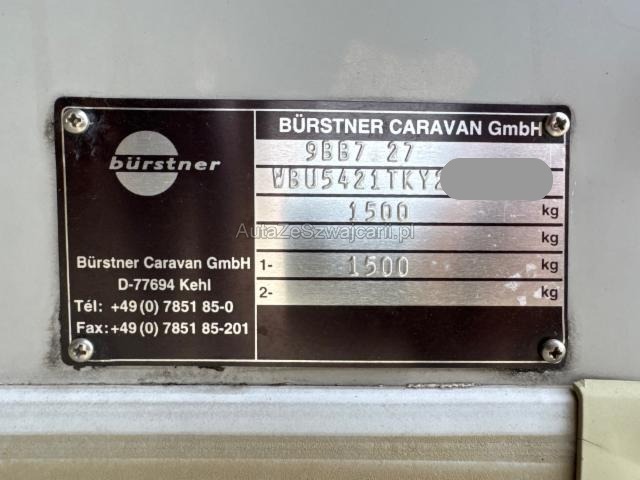 bürstner
Bürstner Caravan GmbH
D-77694 Kehl
Tél: +49 (0) 7851 85-0
Fax: +49 (0) 7851 85-201
BÜRSTNER CARAVAN GmbH
9BB7 27
WBU5421TKY2
1500 kg
kg
1- 1500 kg
2- kg
AutaZeSzwajcarii.pl